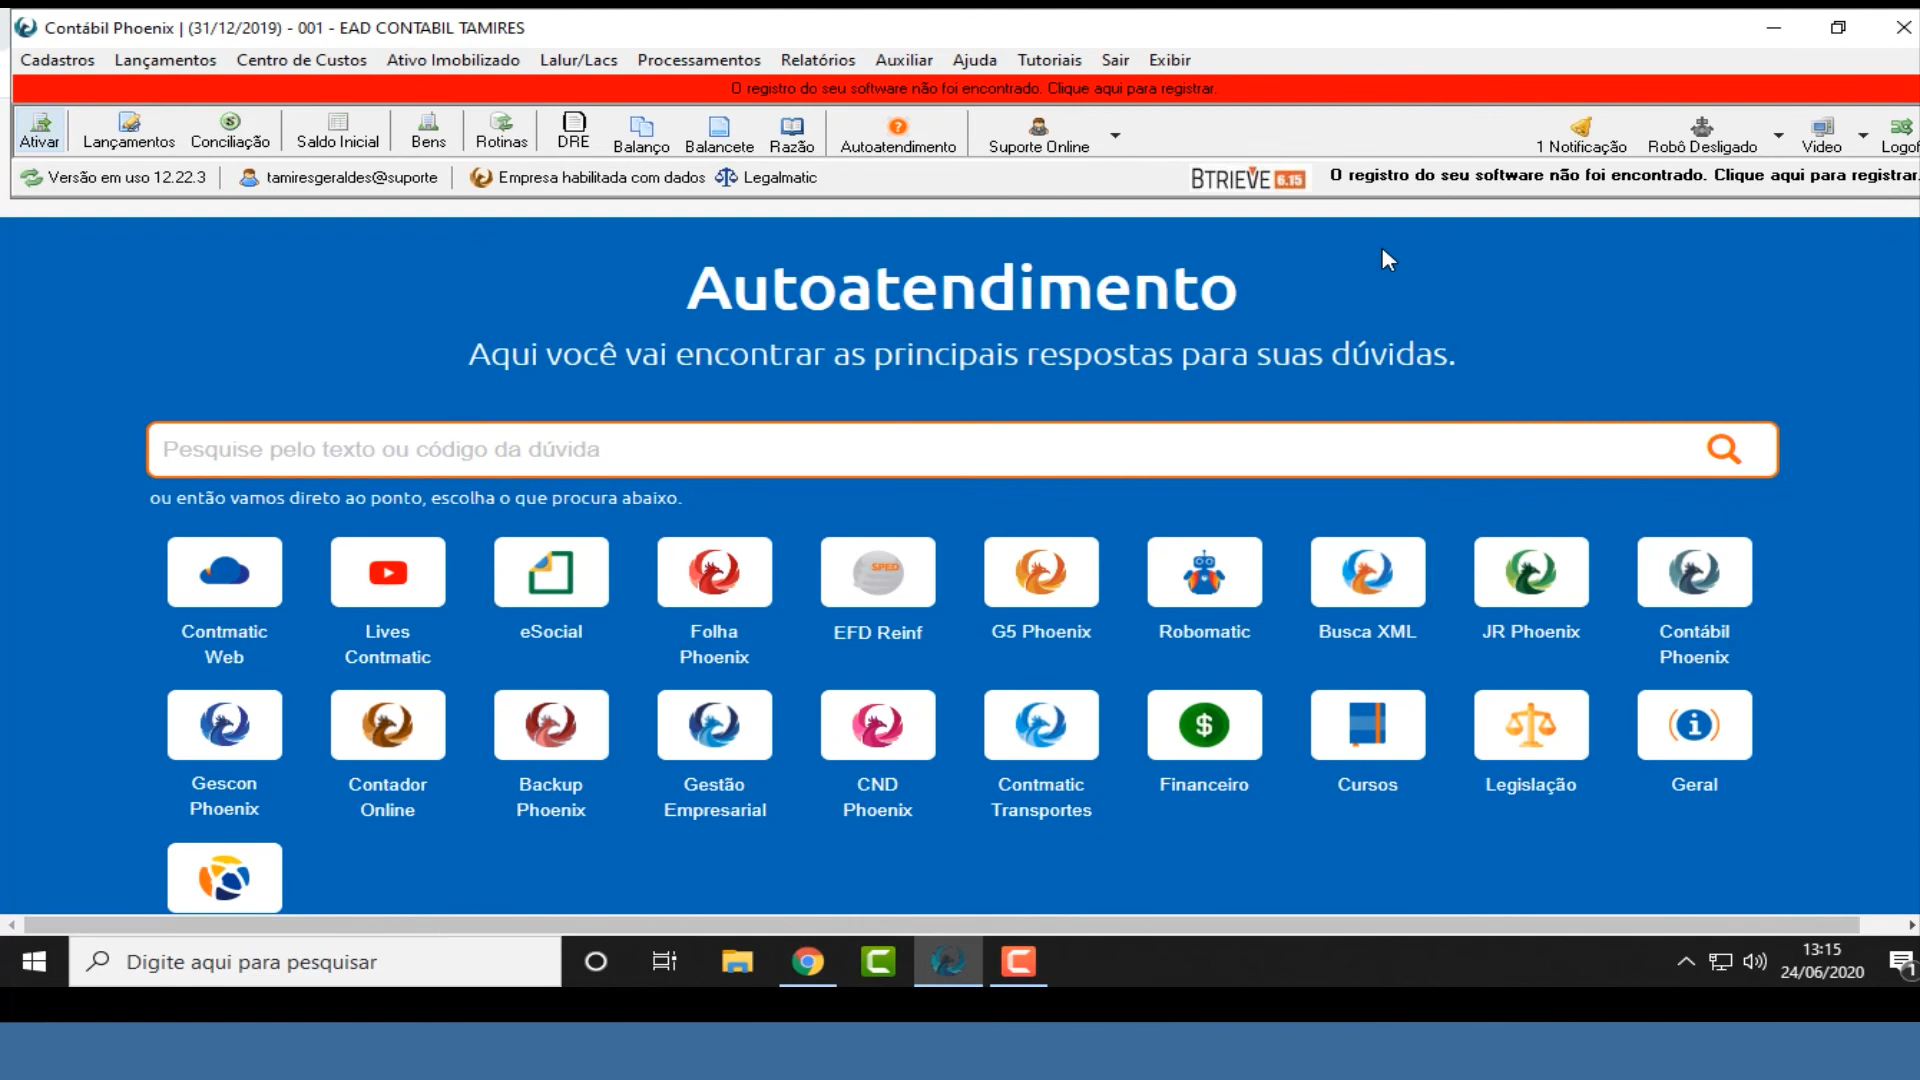 Contábil Phoenix | (31/12/2019) - 001 - EAD CONTABIL TAMIRES
Cadastros Lançamentos Centro de Custos Ativo Imobilizado Lalur/Lacs Processamentos Relatórios Auxiliar Ajuda Tutoriais Sair Exibir
O registro do seu software não foi encontrado. Clique aqui para registrar.
Ativar Lançamentos Conciliação Saldo Inicial Bens Rotinas DRE Balanço Balancete Razão Autoatendimento Suporte Online 1 Notificação Robô Desligado Video Logof
Versão em uso 12.22.3 tamiresgeraldes@suporte Empresa habilitada com dados Legalmatic BTRIEVE 6.15 O registro do seu software não foi encontrado. Clique aqui para registrar.
Autoatendimento
Aqui você vai encontrar as principais respostas para suas dúvidas.
Pesquise pelo texto ou código da dúvida
ou então vamos direto ao ponto, escolha o que procura abaixo.
SPED
Contmatic Web
Lives Contmatic
eSocial
Folha Phoenix
EFD Reinf
G5 Phoenix
Robomatic
Busca XML
JR Phoenix
Contábil Phoenix
Gescon Phoenix
Contador Online
Backup Phoenix
Gestão Empresarial
CND Phoenix
Contmatic Transportes
Financeiro
Cursos
Legislação
Geral
Digite aqui para pesquisar
13:15
24/06/2020
1